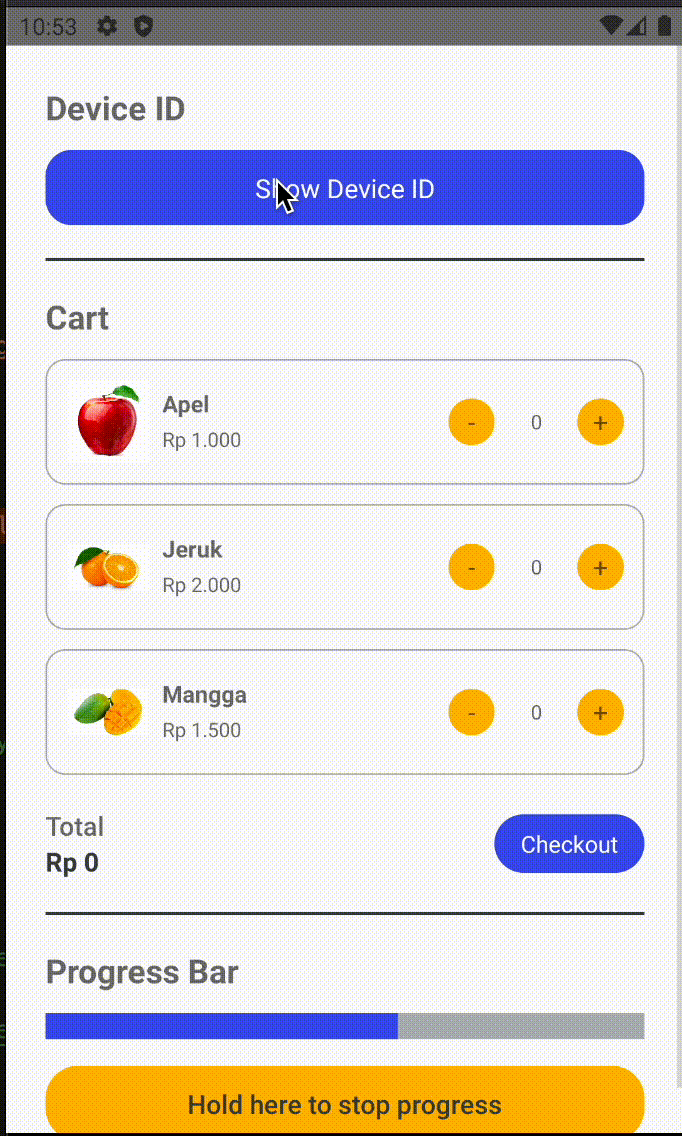 10:53
Device ID
Show Device ID
Cart
Apel
Rp 1.000
- 0 +
Jeruk
Rp 2.000
- 0 +
Mangga
Rp 1.500
- 0 +
Total
Rp 0
Checkout
Progress Bar
Hold here to stop progress